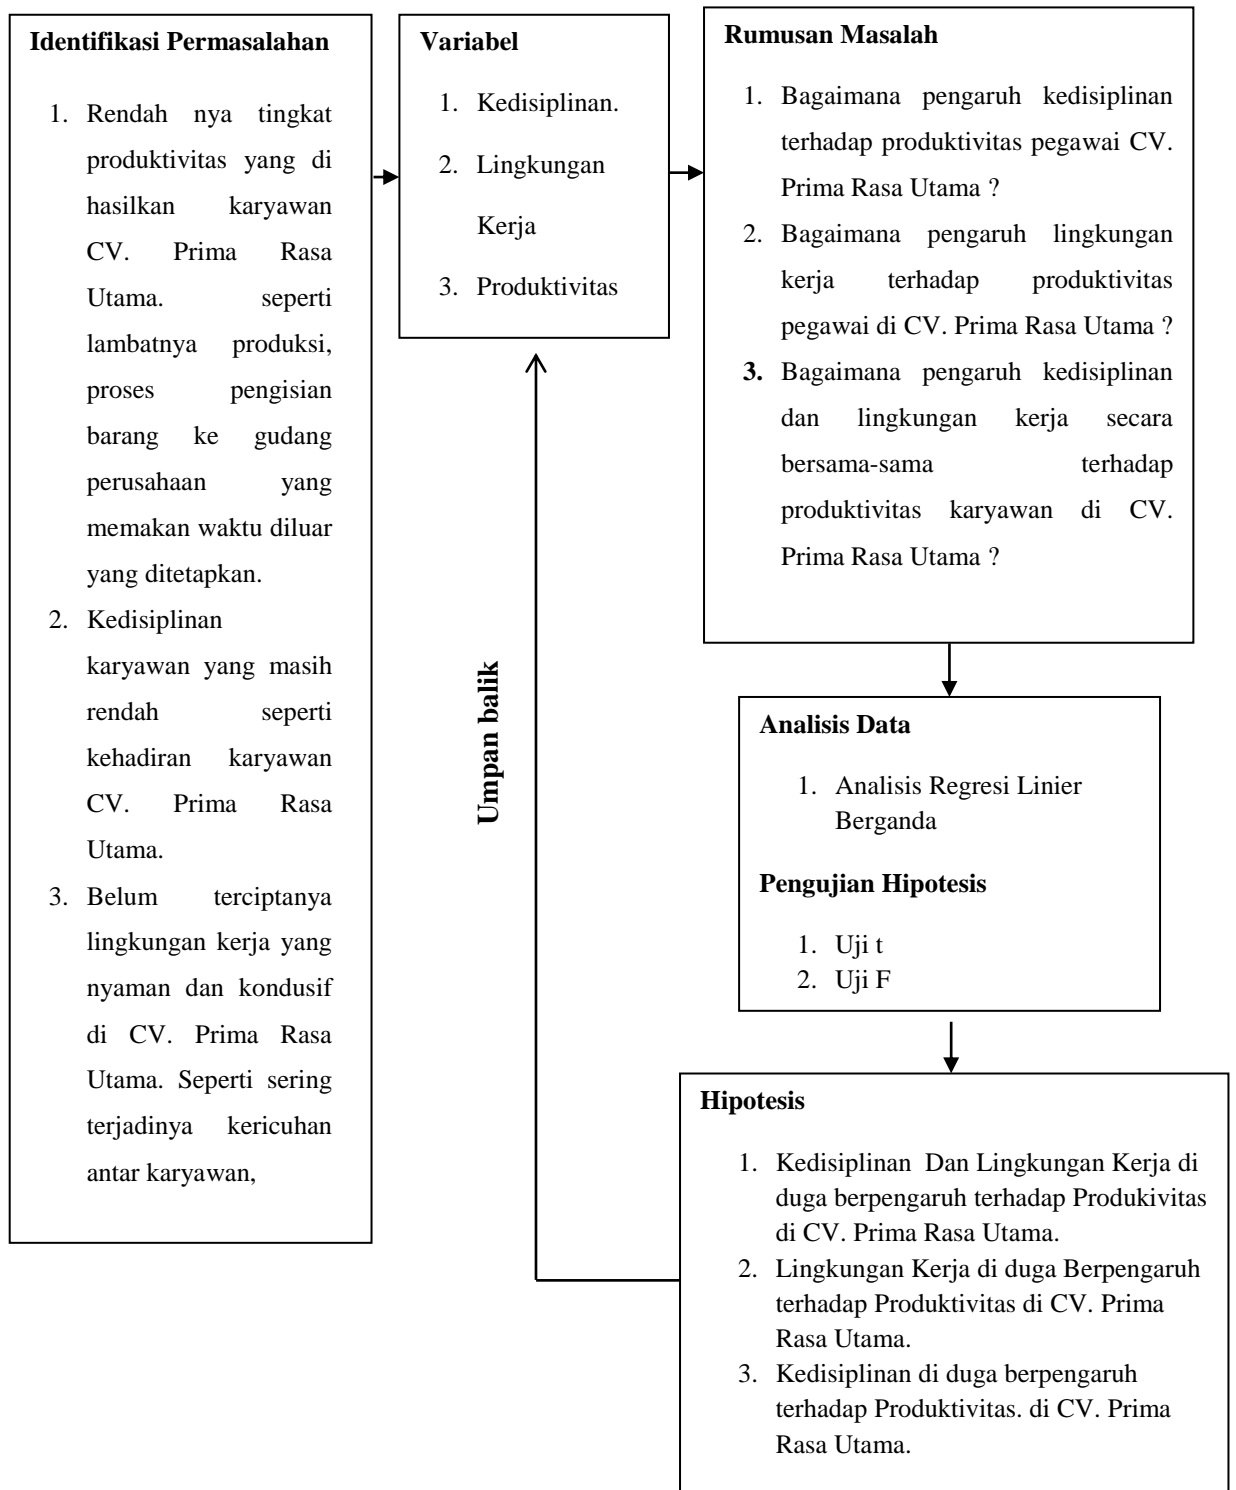 Identifikasi Permasalahan
1. Rendah nya tingkat
produktivitas yang di
hasilkan karyawan
CV. Prima Rasa
Utama. seperti
lambatnya produksi,
proses pengisian
barang ke gudang
perusahaan yang
memakan waktu diluar
yang ditetapkan.
2. Kedisiplinan
karyawan yang masih
rendah seperti
kehadiran karyawan
CV. Prima Rasa
Utama.
3. Belum terciptanya
lingkungan kerja yang
nyaman dan kondusif
di CV. Prima Rasa
Utama. Seperti sering
terjadinya kericuhan
antar karyawan,
Variabel
1. Kedisiplinan.
2. Lingkungan
Kerja
3. Produktivitas
Rumusan Masalah
1. Bagaimana pengaruh kedisiplinan
terhadap produktivitas pegawai CV.
Prima Rasa Utama ?
2. Bagaimana pengaruh lingkungan
kerja terhadap produktivitas
pegawai di CV. Prima Rasa Utama ?
3. Bagaimana pengaruh kedisiplinan
dan lingkungan kerja secara
bersama-sama terhadap
produktivitas karyawan di CV.
Prima Rasa Utama ?
Analisis Data
1. Analisis Regresi Linier
Berganda
Pengujian Hipotesis
1. Uji t
2. Uji F
Hipotesis
1. Kedisiplinan Dan Lingkungan Kerja di
duga berpengaruh terhadap Produkivitas
di CV. Prima Rasa Utama.
2. Lingkungan Kerja di duga Berpengaruh
terhadap Produktivitas di CV. Prima
Rasa Utama.
3. Kedisiplinan di duga berpengaruh
terhadap Produktivitas. di CV. Prima
Rasa Utama.
Umpan balik